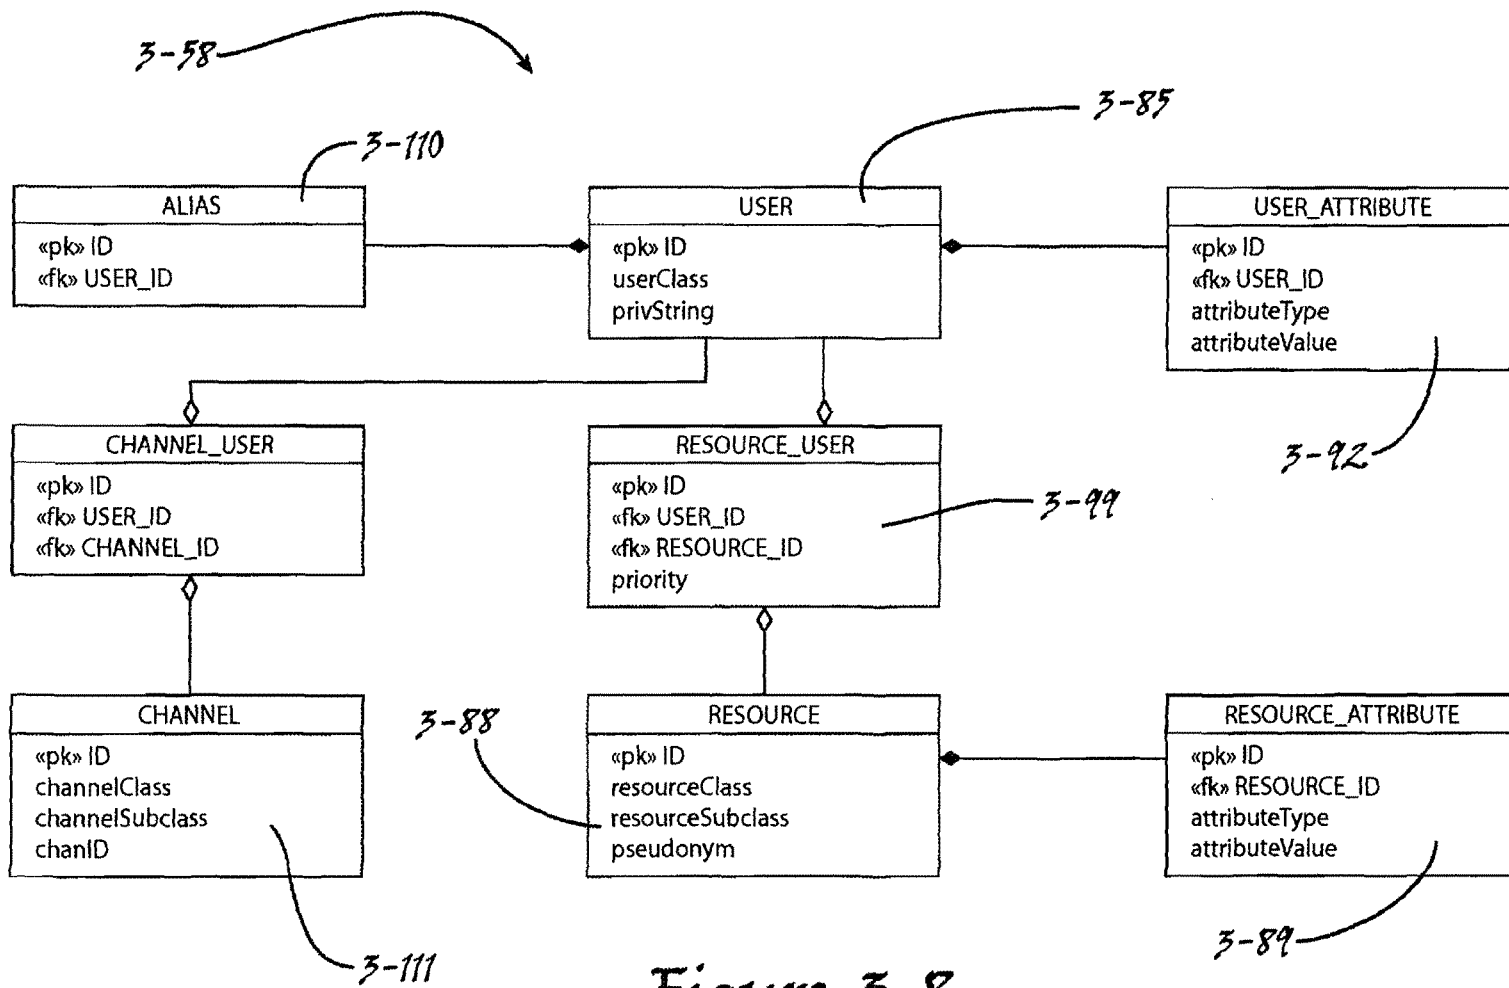 3-58
3-85
3-110
ALIAS
«pk» ID
«fk» USER_ID
USER
«pk» ID
userClass
privString
USER_ATTRIBUTE
«pk» ID
«fk» USER_ID
attributeType
attributeValue
3-92
CHANNEL_USER
«pk» ID
«fk» USER_ID
«fk» CHANNEL_ID
RESOURCE_USER
«pk» ID
«fk» USER_ID
«fk» RESOURCE_ID
priority
3-99
CHANNEL
«pk» ID
channelClass
channelSubclass
chanID
3-88
RESOURCE
«pk» ID
resourceClass
resourceSubclass
pseudonym
RESOURCE_ATTRIBUTE
«pk» ID
«fk» RESOURCE_ID
attributeType
attributeValue
3-111
3-89
Figure 3-8